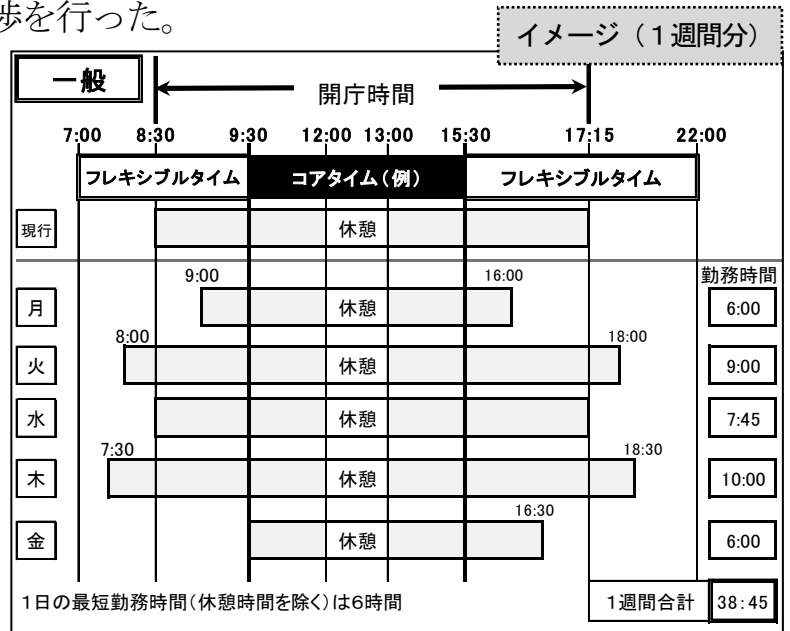 渉を行った。
イメージ（１週間分）
一般
開庁時間
7:00 8:30 9:30 12:00 13:00 15:30 17:15 22:00
フレキシブルタイム コアタイム（例） フレキシブルタイム
現行 休憩
勤務時間
9:00 16:00
月 休憩 6:00
8:00 18:00
火 休憩 9:00
水 休憩 7:45
7:30 18:30
木 休憩 10:00
16:30
金 休憩 6:00
１日の最短勤務時間（休憩時間を除く）は６時間 １週間合計 38:45